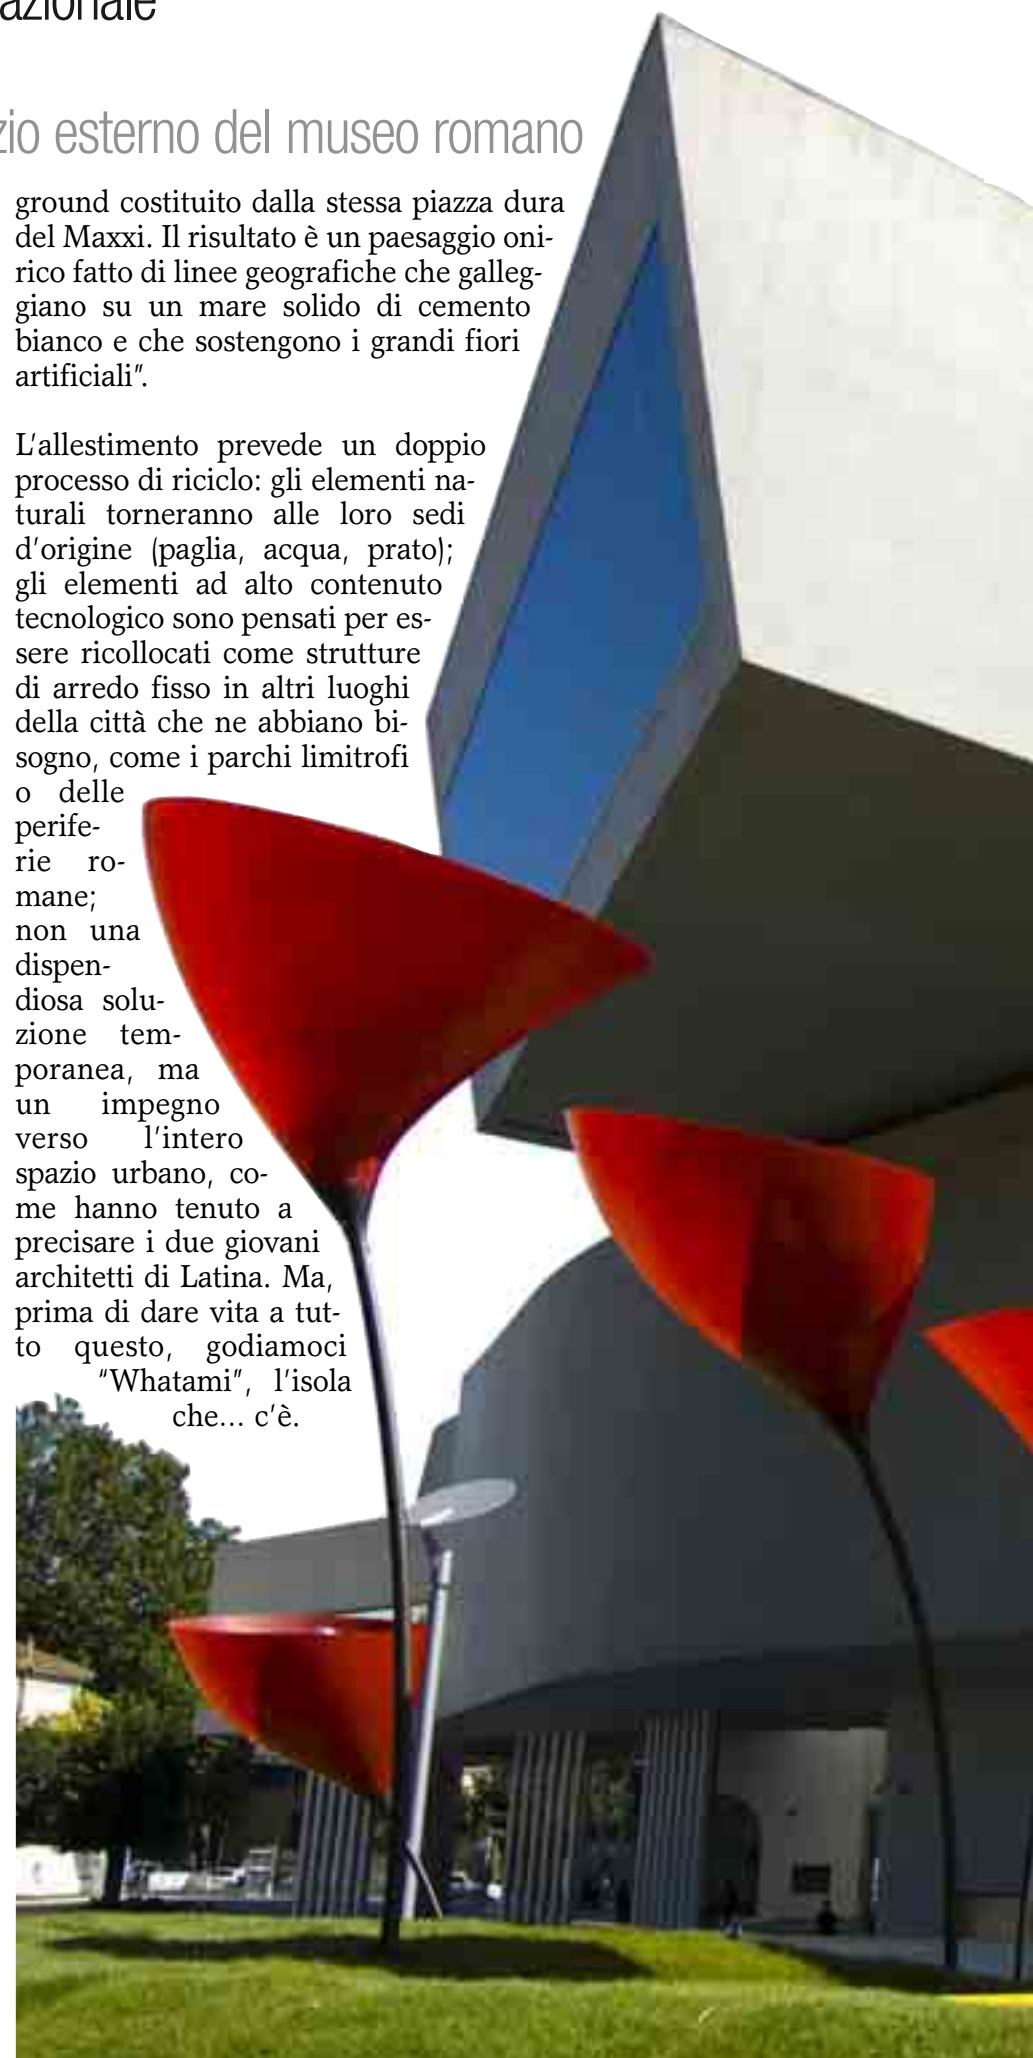 azionale
zio esterno del museo romano
ground costituito dalla stessa piazza dura
del Maxxi. Il risultato è un paesaggio oni-
rico fatto di linee geografiche che galleg-
giano su un mare solido di cemento
bianco e che sostengono i grandi fiori
artificiali”.
L’allestimento prevede un doppio
processo di riciclo: gli elementi na-
turali torneranno alle loro sedi
d’origine (paglia, acqua, prato);
gli elementi ad alto contenuto
tecnologico sono pensati per es-
sere ricollocati come strutture
di arredo fisso in altri luoghi
della città che ne abbiano bi-
sogno, come i parchi limitrofi
o delle
perife-
rie ro-
mane;
non una
dispen-
diosa solu-
zione tem-
poranea, ma
un impegno
verso l’intero
spazio urbano, co-
me hanno tenuto a
precisare i due giovani
architetti di Latina. Ma,
prima di dare vita a tut-
to questo, godiamoci
“Whatami”, l’isola
che... c’è.